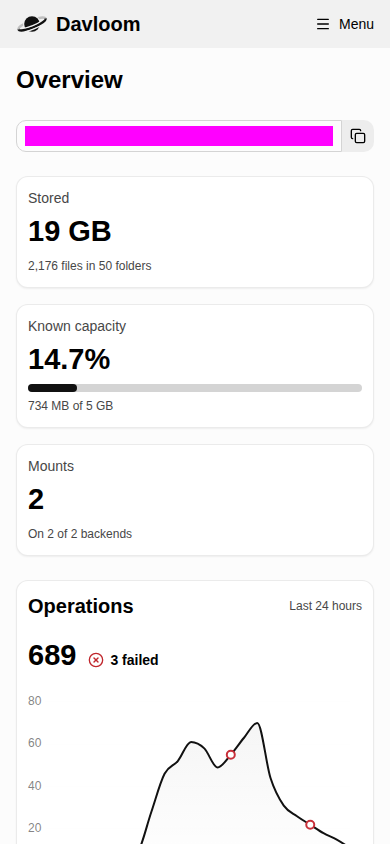 Davloom
Menu
Overview
Stored
19 GB
2,176 files in 50 folders
Known capacity
14.7%
734 MB of 5 GB
Mounts
2
On 2 of 2 backends
Operations
Last 24 hours
689
3 failed
80
60
40
20